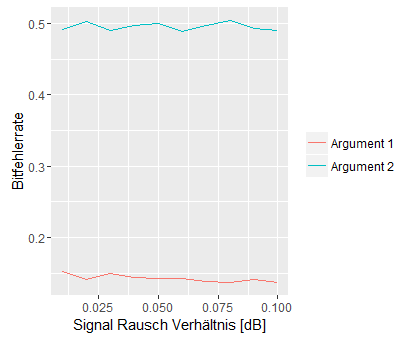 0.5
0.4
0.3
0.2
Bitfehlerrate
0.025
0.050
0.075
0.100
Signal Rausch Verhältnis [dB]
Argument 1
Argument 2